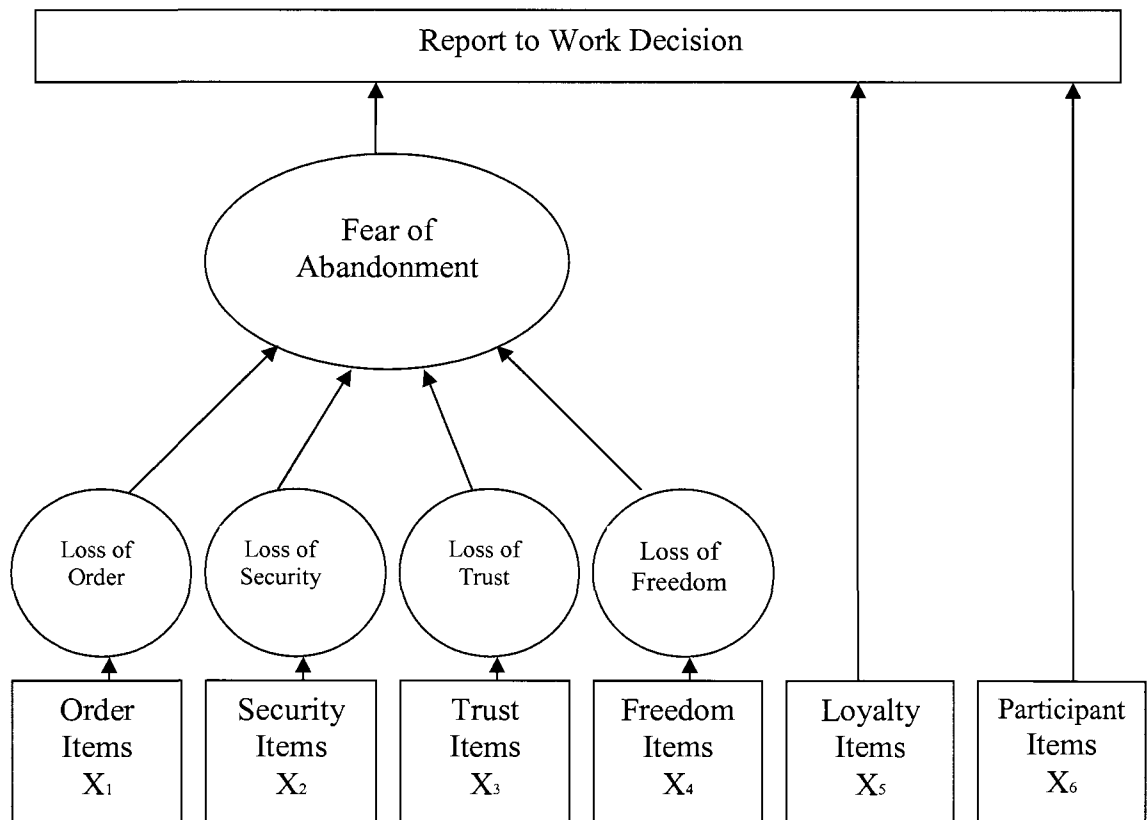 Report to Work Decision
Fear of
Abandonment
Loss of
Order
Loss of
Security
Loss of
Trust
Loss of
Freedom
Order
Items
X1
Security
Items
X2
Trust
Items
X3
Freedom
Items
X4
Loyalty
Items
X5
Participant
Items
X6